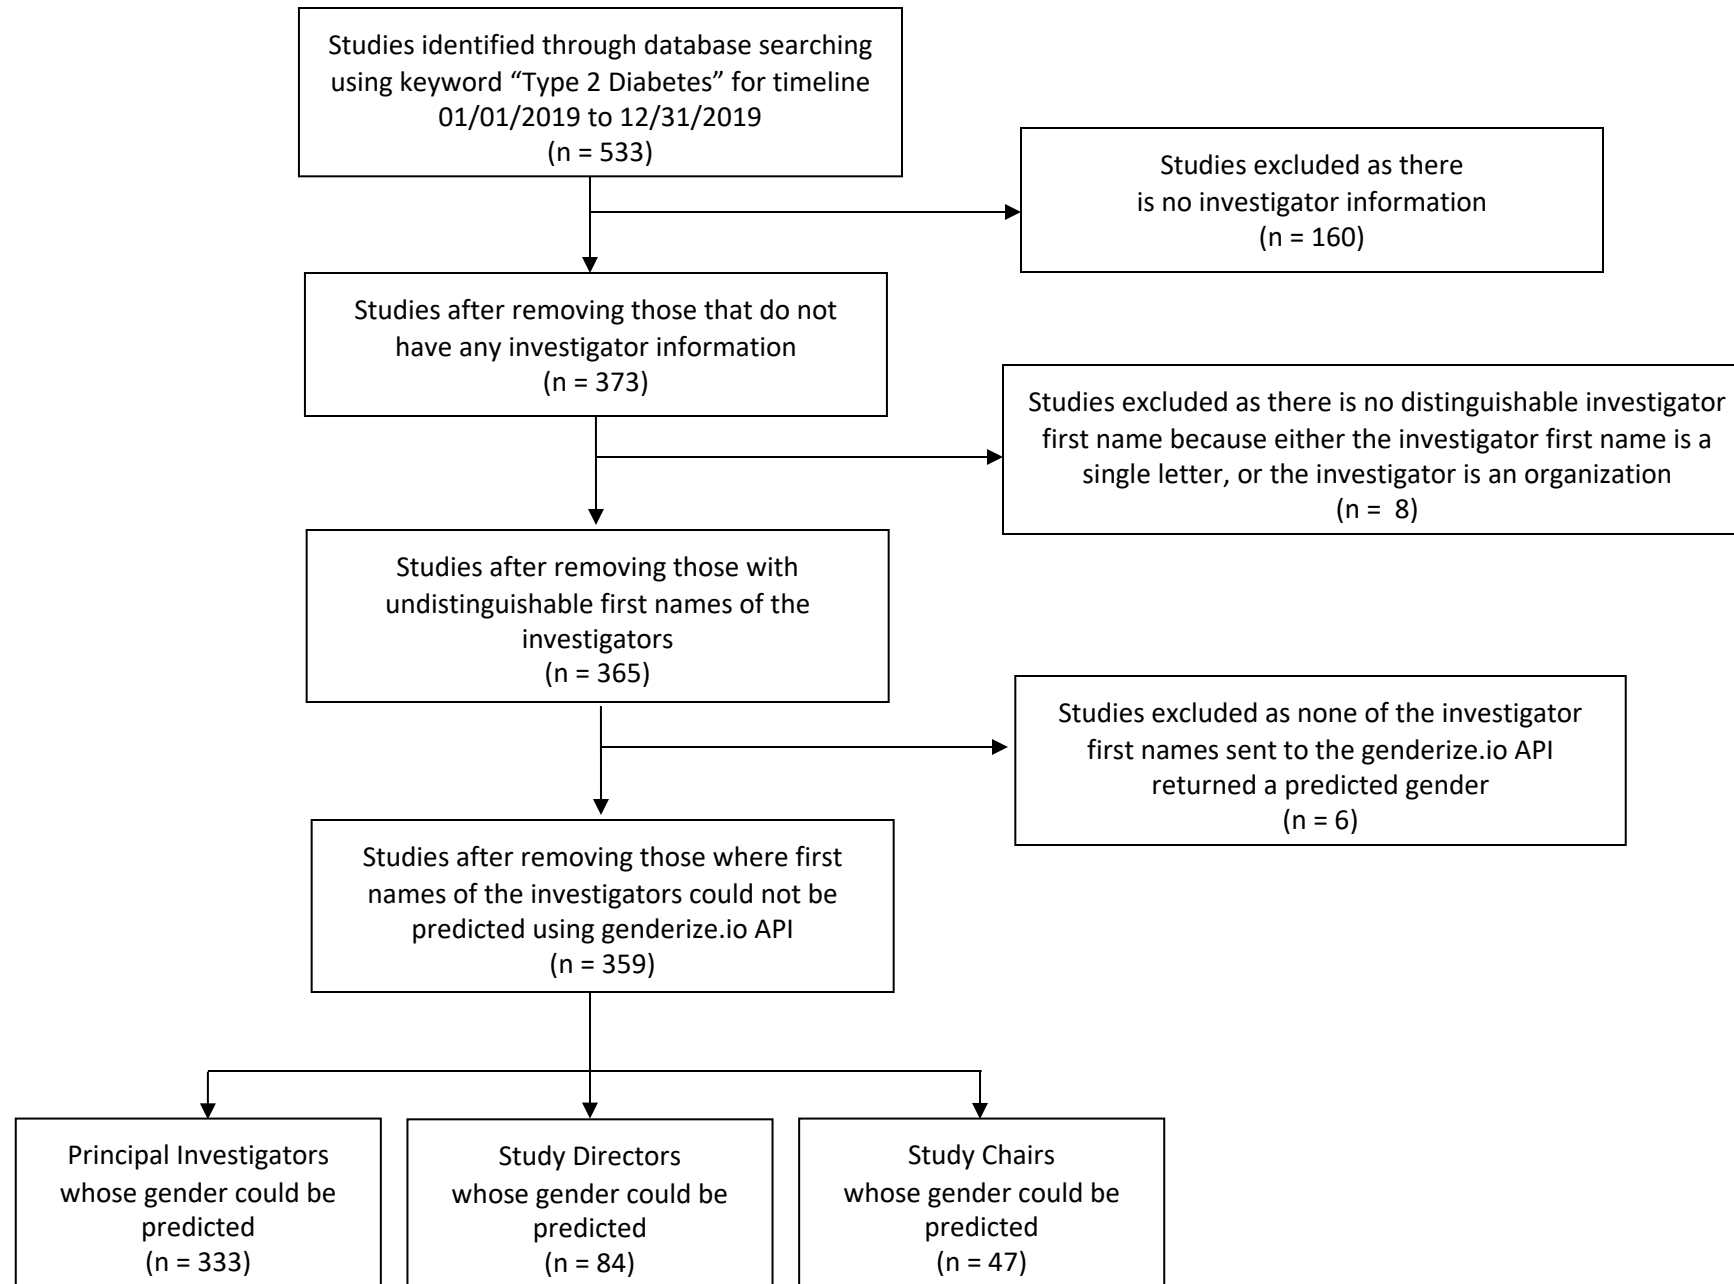 Studies identified through database searching
using keyword “Type 2 Diabetes” for timeline
01/01/2019 to 12/31/2019
(n = 533)
Studies excluded as there
is no investigator information
(n = 160)
Studies after removing those that do not
have any investigator information
(n = 373)
Studies excluded as there is no distinguishable investigator
first name because either the investigator first name is a
single letter, or the investigator is an organization
(n =  8)
Studies after removing those with
undistinguishable first names of the
investigators
(n = 365)
Studies excluded as none of the investigator
first names sent to the genderize.io API
returned a predicted gender
(n = 6)
Studies after removing those where first
names of the investigators could not be
predicted using genderize.io API
(n = 359)
Principal Investigators
whose gender could be
predicted
(n = 333)
Study Directors
whose gender could be
predicted
(n = 84)
Study Chairs
whose gender could be
predicted
(n = 47)